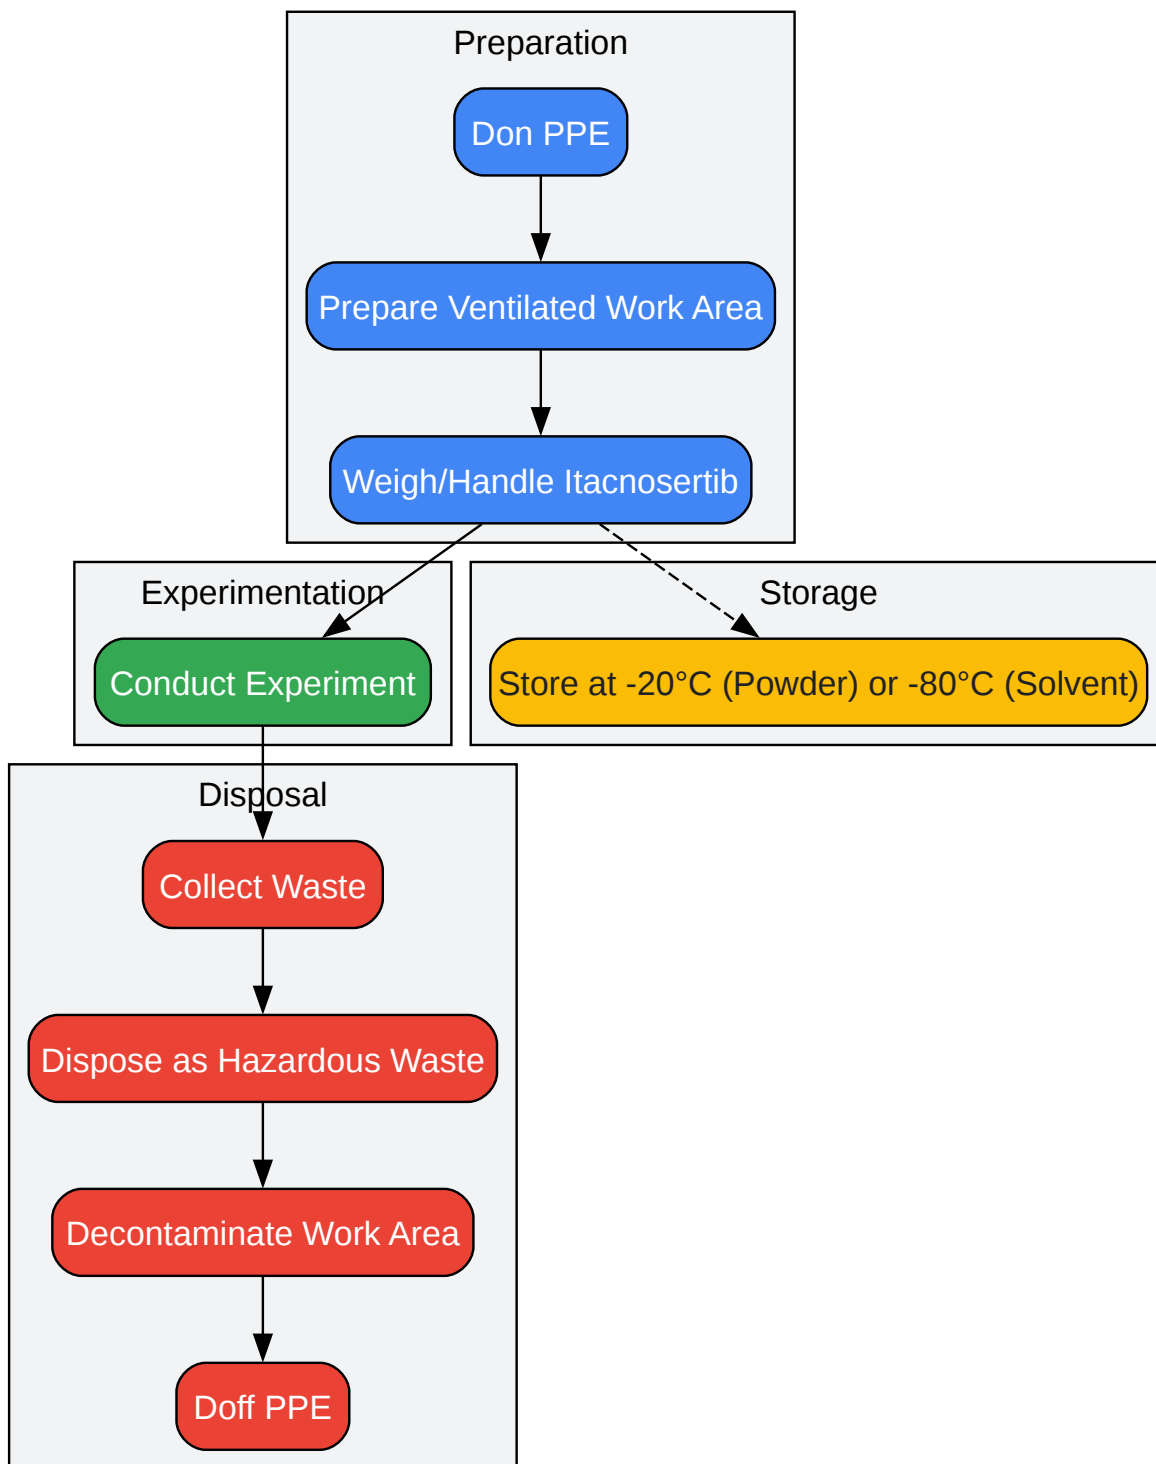 Preparation
Don PPE
Prepare Ventilated Work Area
Weigh/Handle Itacnosertib
Experimentation
Conduct Experiment
Storage
Store at -20°C (Powder) or -80°C (Solvent)
Disposal
Collect Waste
Dispose as Hazardous Waste
Decontaminate Work Area
Doff PPE